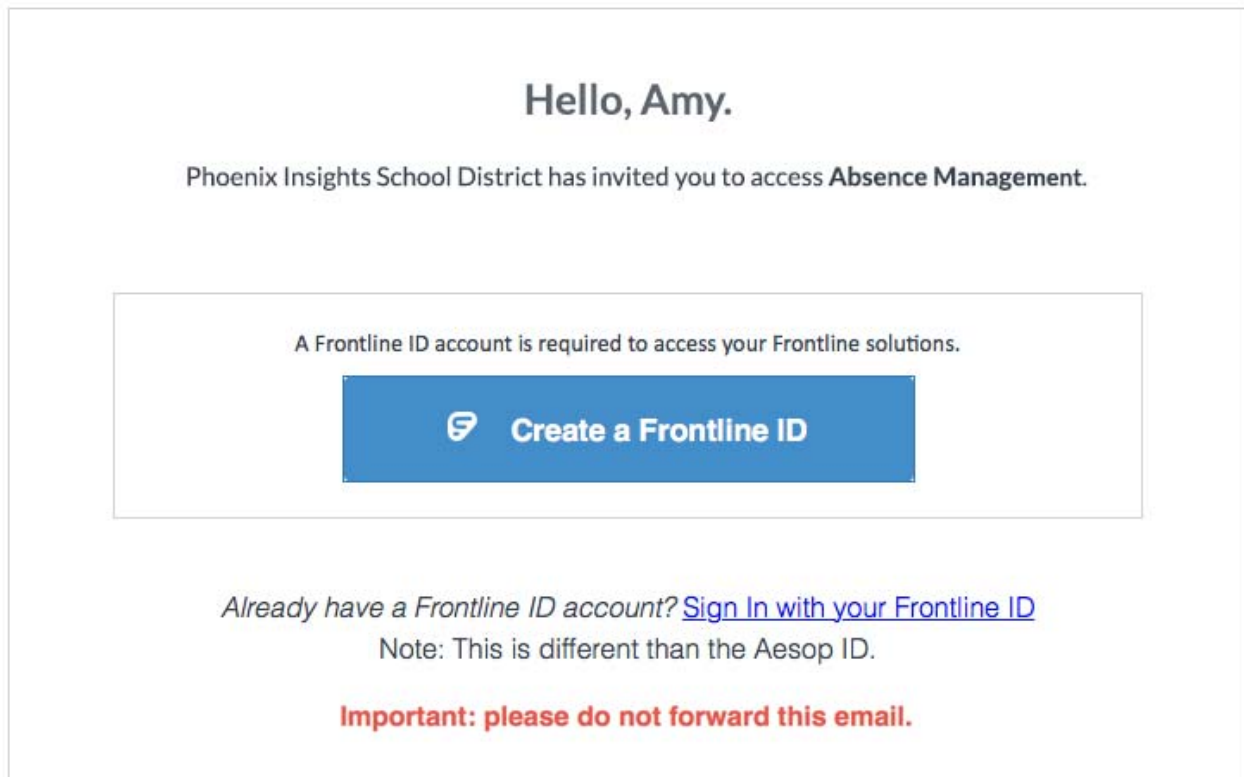 Hello, Amy.
Phoenix Insights School District has invited you to access Absence Management.
A Frontline ID account is required to access your Frontline solutions.
Create a Frontline ID
Already have a Frontline ID account? Sign In with your Frontline ID
Note: This is different than the Aesop ID.
Important: please do not forward this email.